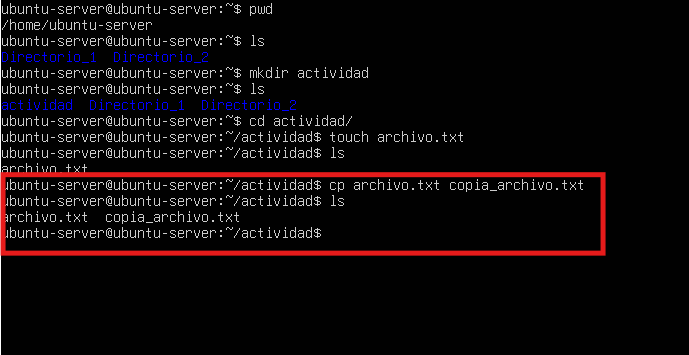 ubuntu-server@ubuntu-server:~$ pwd
/home/ubuntu-server
ubuntu-server@ubuntu-server:~$ ls
Directorio_1  Directorio_3
ubuntu-server@ubuntu-server:~$ mkdir actividad
ubuntu-server@ubuntu-server:~$ ls
actividad  Directorio_1  Directorio_3
ubuntu-server@ubuntu-server:~$ cd actividad/
ubuntu-server@ubuntu-server:~/actividad$ touch archivo.txt
ubuntu-server@ubuntu-server:~/actividad$ ls
archivo.txt
ubuntu-server@ubuntu-server:~/actividad$ cp archivo.txt copia_archivo.txt
ubuntu-server@ubuntu-server:~/actividad$ ls
archivo.txt  copia_archivo.txt
ubuntu-server@ubuntu-server:~/actividad$